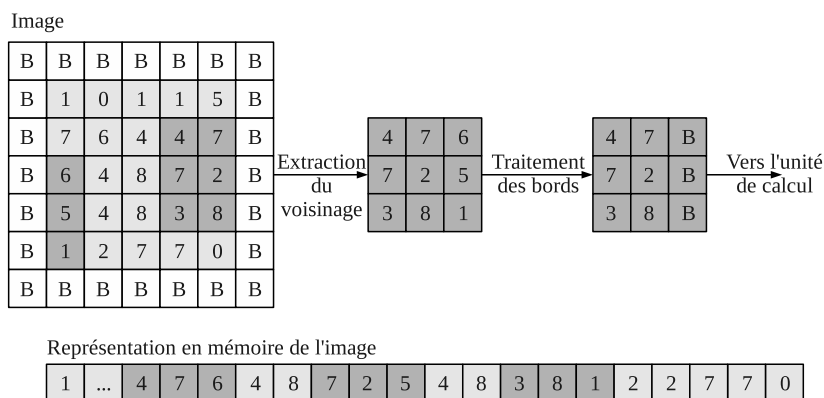 Image
B B B B B B B
B 1 0 1 1 5 B
B 7 6 4 4 7 B
B 6 4 8 7 2 B
B 5 4 8 3 8 B
B 1 2 7 7 0 B
B B B B B B B
Extraction
du
voisinage
4 7 6
7 2 5
3 8 1
Traitement
des bords
4 7 B
7 2 B
3 8 B
Vers l'unité
de calcul
Représentation en mémoire de l'image
1 ... 4 7 6 4 8 7 2 5 4 8 3 8 1 2 2 7 7 0